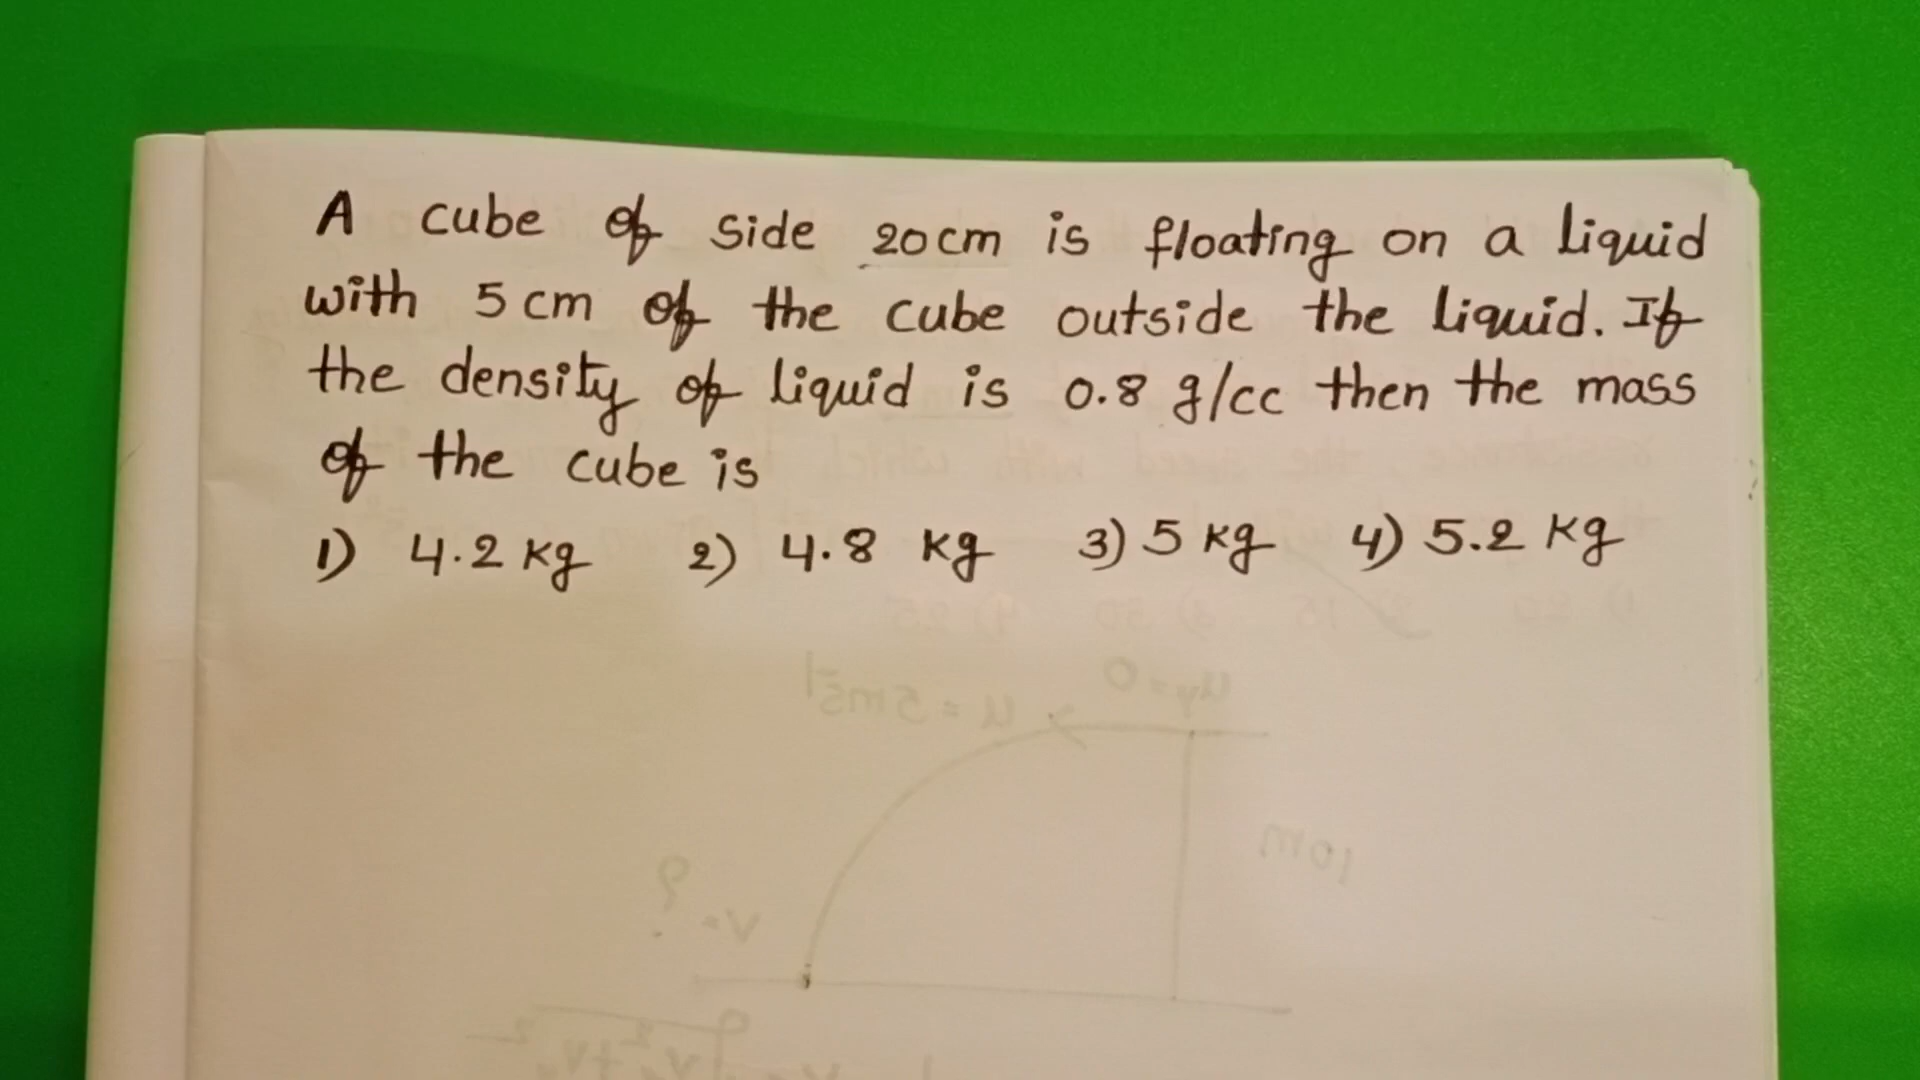 A cube of side 20cm is floating on a liquid
with 5 cm of the cube outside the liquid. If
the density of liquid is 0.8 g/cc then the mass
of the cube is
1) 4.2 kg 2) 4.8 kg 3) 5 kg 4) 5.2 kg